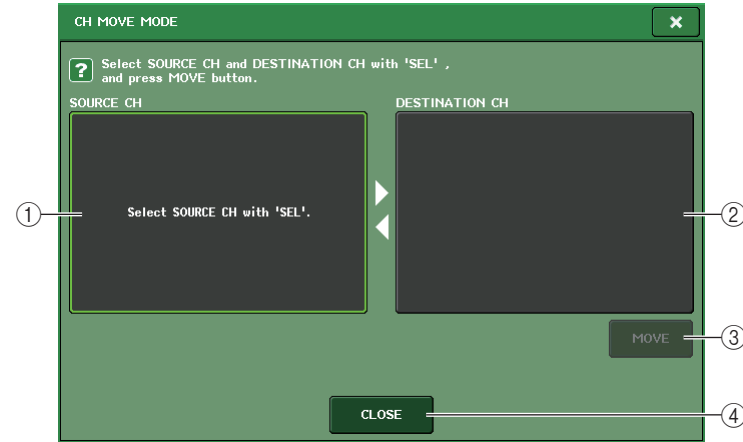 CH MOVE MODE
×
? Select SOURCE CH and DESTINATION CH with 'SEL' ,
and press MOVE button.
SOURCE CH
DESTINATION CH
① Select SOURCE CH with 'SEL'.
②
MOVE ③
CLOSE ④